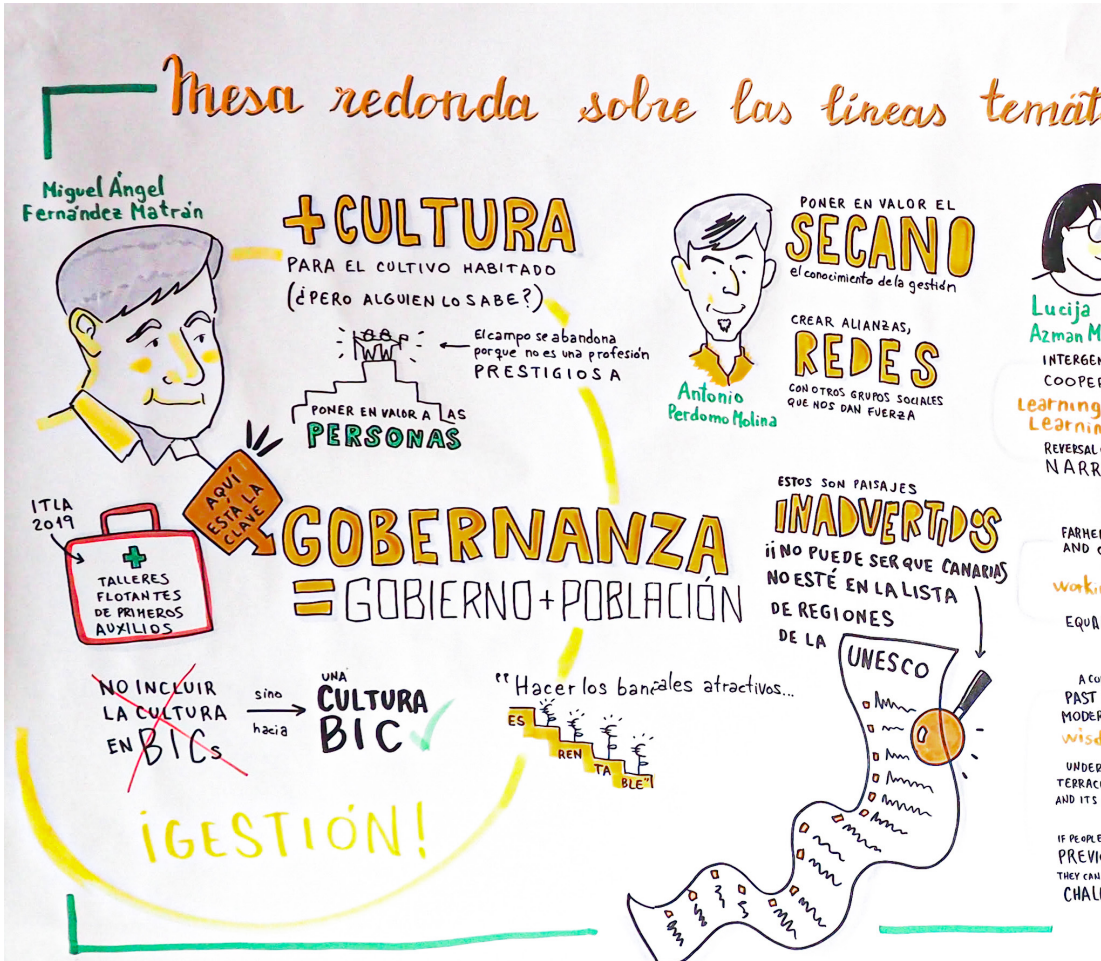 Mesa redonda sobre las líneas temát
Miguel Ángel
Fernández Matrán
+CULTURA
PARA EL CULTIVO HABITADO
(¿PERO ALGUIEN LO SABE?)
El campo se abandona
porque no es una profesión
PRESTIGIOSA
PONER EN VALOR A LAS
PERSONAS
AQUÍ
ESTÁ LA
CLAVE
ITLA
2019
TALLERES
FLOTANTES
DE PRIMEROS
AUXILIOS
GOBERNANZA
=GOBIERNO+POBLACIÓN
NO INCLUIR
LA CULTURA
EN BICs
sino
hacia
UNA
CULTURA
BIC
¡GESTIÓN!
Antonio
Perdomo Molina
PONER EN VALOR EL
SECANO
el conocimiento de la gestión
CREAR ALIANZAS,
REDES
CON OTROS GRUPOS SOCIALES
QUE NOS DAN FUERZA
ESTOS SON PAISAJES
INADVERTIDOS
¡¡NO PUEDE SER QUE CANARIAS
NO ESTÉ EN LA LISTA
DE REGIONES
DE LA
UNESCO
"Hacer los bancales atractivos...
ES
REN
TA
BLE"
Lucija
Azman M
INTERGEN
COOPER
Learning
Learnin
REVERSAL
NARR
FARMER
AND
workin
EQUA
A CO
PAST
MODER
wisd
UNDER
TERRAC
AND ITS
IF PEOPLE
PREVIO
THEY CAN
CHALL